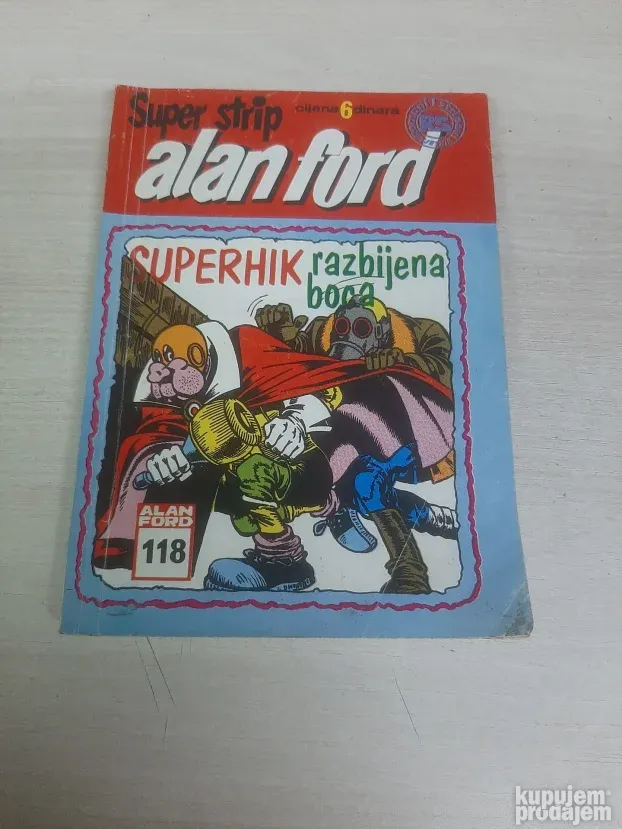 Super strip
cijena 6 dinara
alan ford
SUPERHIK razbijena
boca
ALAN
FORD
118
kupujem
prodajem